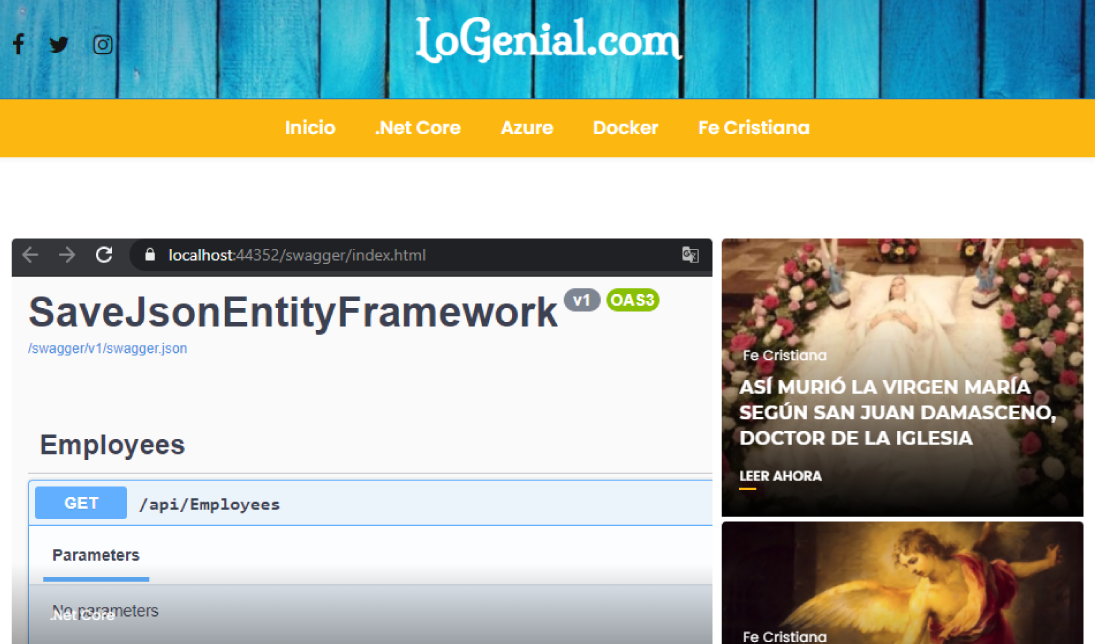 LoGenial.com
Inicio .Net Core Azure Docker Fe Cristiana
localhost:44352/swagger/index.html
SaveJsonEntityFramework v1 OAS3
/swagger/v1/swagger.json
Employees
GET /api/Employees
Parameters
No parameters
.Net Core
Fe Cristiana
ASÍ MURIÓ LA VIRGEN MARÍA
SEGÚN SAN JUAN DAMASCENO,
DOCTOR DE LA IGLESIA
LEER AHORA
Fe Cristiana